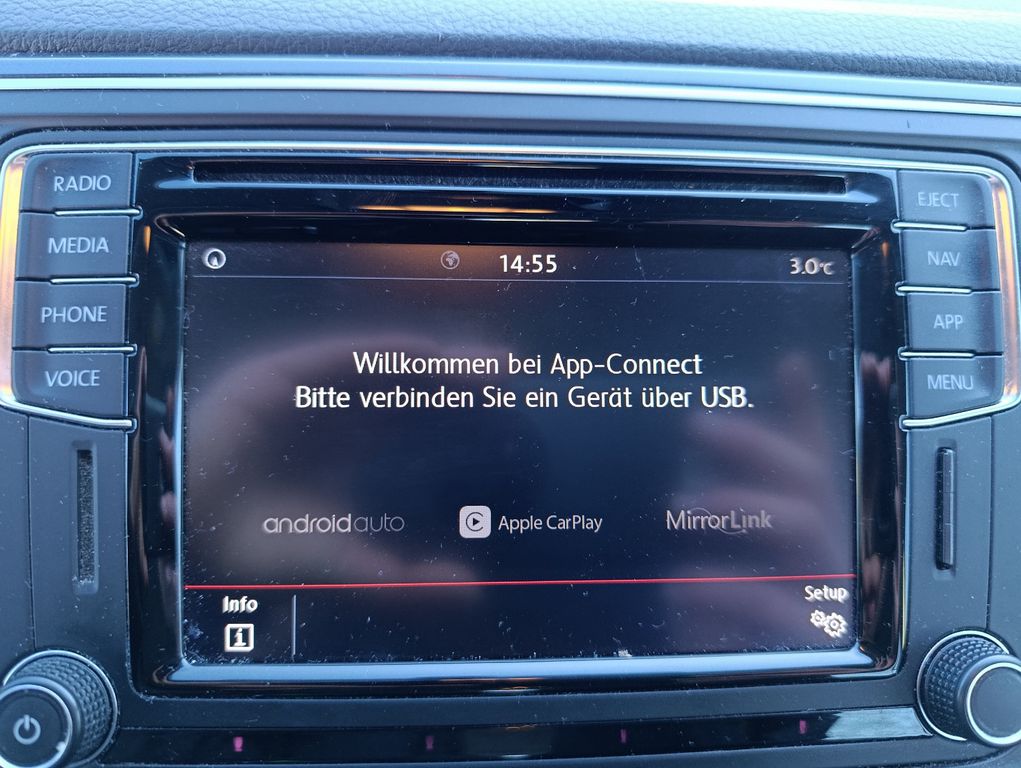 RADIO
MEDIA
PHONE
VOICE
EJECT
NAV
APP
MENU
14:55
3.0°C
Willkommen bei App-Connect
Bitte verbinden Sie ein Gerät über USB.
androidauto
Apple CarPlay
MirrorLink
Info
i
Setup